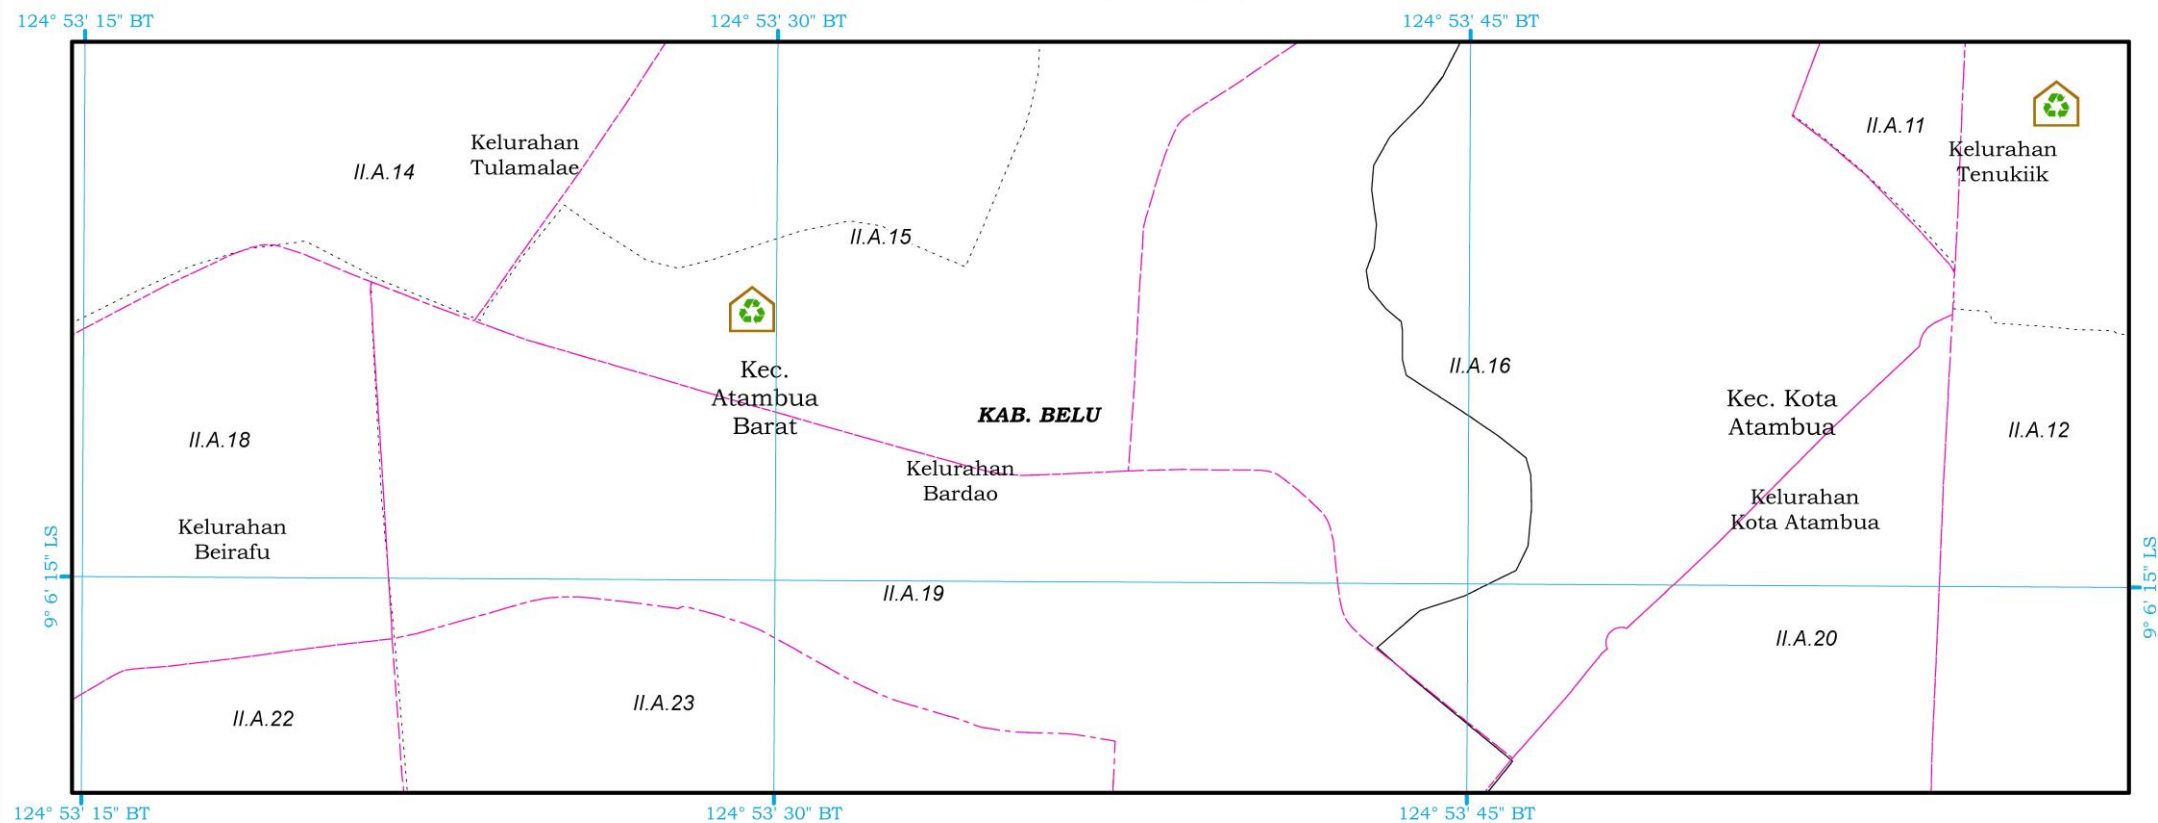 124° 53' 15" BT
124° 53' 30" BT
124° 53' 45" BT
II.A.11
Kelurahan
Tulamalae
Kelurahan
Tenukiik
II.A.14
II.A.15
Kec.
Atambua
Barat
II.A.16
Kec. Kota
Atambua
KAB. BELU
II.A.12
II.A.18
Kelurahan
Bardao
Kelurahan
Kota Atambua
Kelurahan
Beirafu
9° 6' 15" LS
9° 6' 15" LS
II.A.19
II.A.20
II.A.23
II.A.22
124° 53' 15" BT
124° 53' 30" BT
124° 53' 45" BT